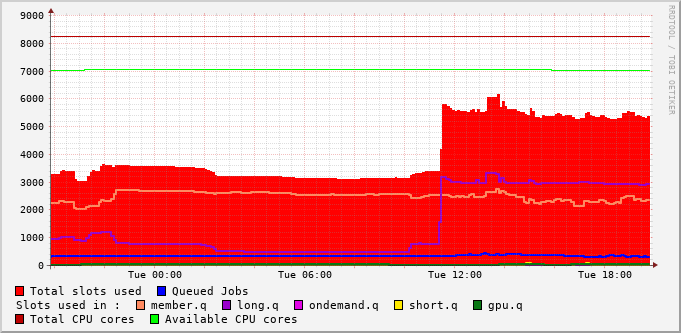 9000
8000
7000
6000
5000
4000
3000
2000
1000
0
Tue 00:00 Tue 06:00 Tue 12:00 Tue 18:00
RRDTOOL / TOBI OETIKER
Total slots used Queued Jobs
Slots used in : member.q long.q ondemand.q short.q gpu.q
Total CPU cores Available CPU cores